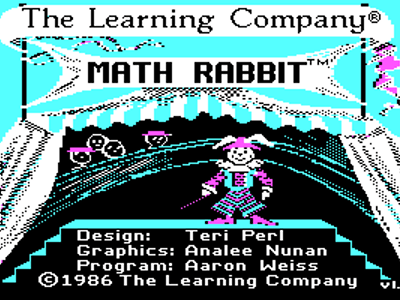 The Learning Company®
MATH RABBIT™
Design: Teri Perl
Graphics: Analee Nunan
Program: Aaron Weiss
©1986 The Learning Company